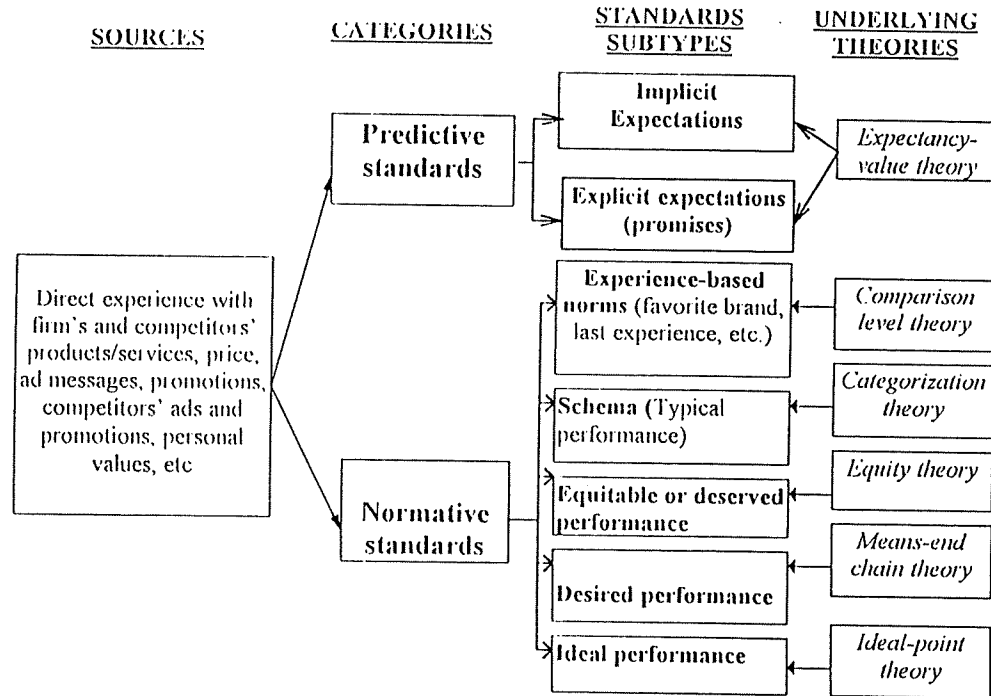 SOURCES
CATEGORIES
STANDARDS
SUBTYPES
UNDERLYING
THEORIES
Direct experience with
firm's and competitors'
products/services, price,
ad messages, promotions,
competitors' ads and
promotions, personal
values, etc
Predictive
standards
Normative
standards
Implicit
Expectations
Explicit expectations
(promises)
Experience-based
norms (favorite brand,
last experience, etc.)
Schema (Typical
performance)
Equitable or deserved
performance
Desired performance
Ideal performance
Expectancy-
value theory
Comparison
level theory
Categorization
theory
Equity theory
Means-end
chain theory
Ideal-point
theory